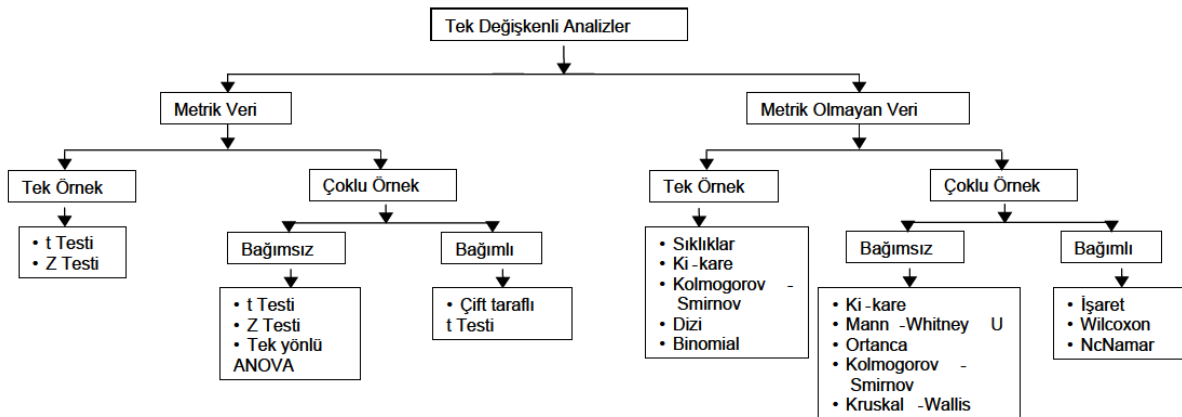 Tek Değişkenli Analizler
Metrik Veri
Metrik Olmayan Veri
Tek Örnek
Çoklu Örnek
Tek Örnek
Çoklu Örnek
• t Testi
• Z Testi
Bağımsız
Bağımlı
• t Testi
• Z Testi
• Tek yönlü
ANOVA
• Çift taraflı
t Testi
• Sıklıklar
• Ki -kare
• Kolmogorov -
Smirnov
• Dizi
• Binomial
Bağımsız
Bağımlı
• Ki -kare
• Mann -Whitney U
• Ortanca
• Kolmogorov -
Smirnov
• Kruskal -Wallis
• İşaret
• Wilcoxon
• NcNamar